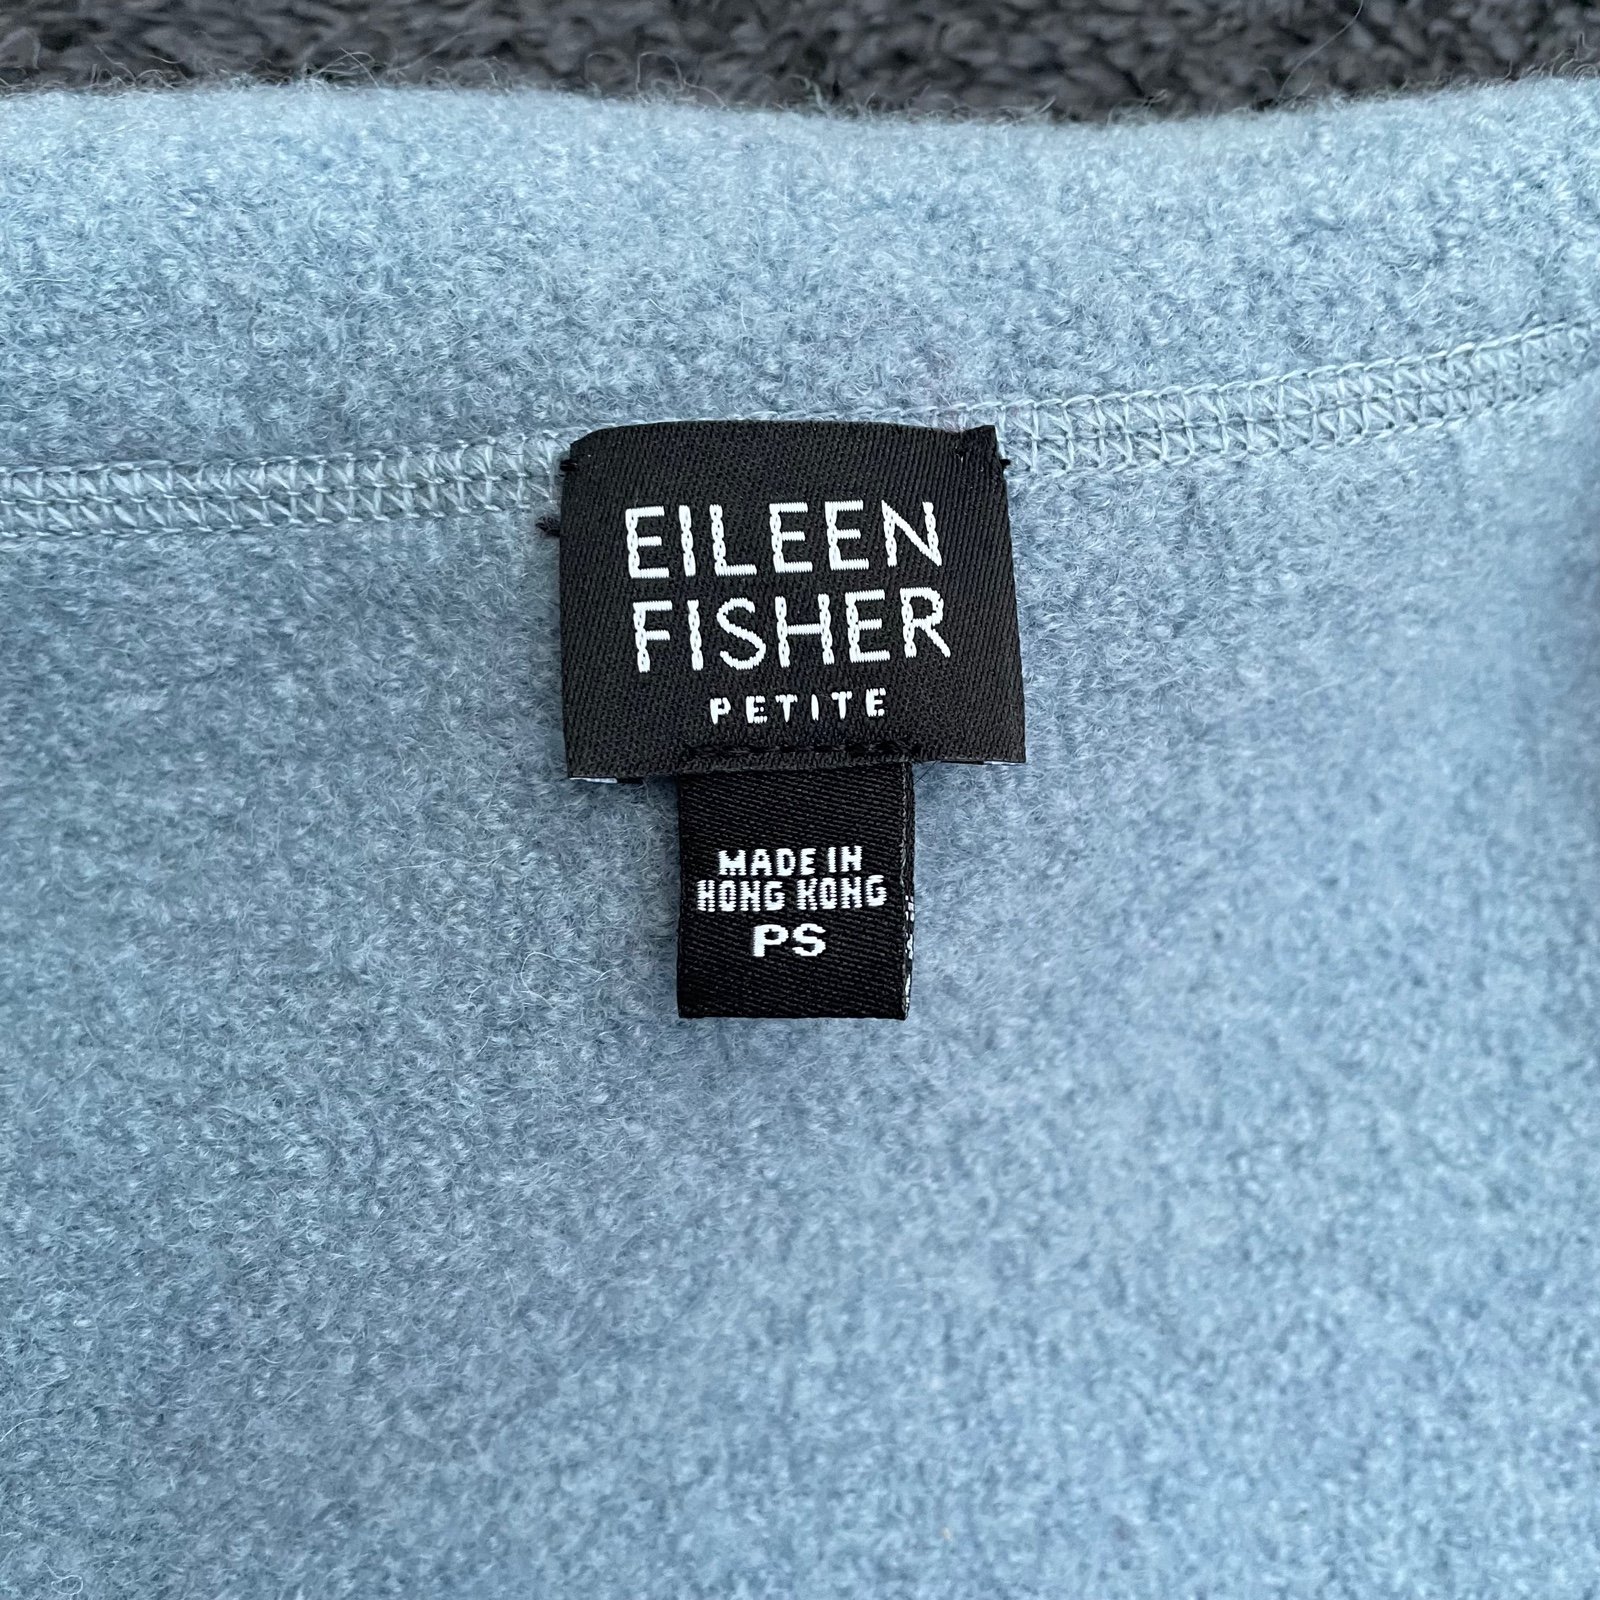 EILEEN
FISHER
PETITE
MADE IN
HONG KONG
PS